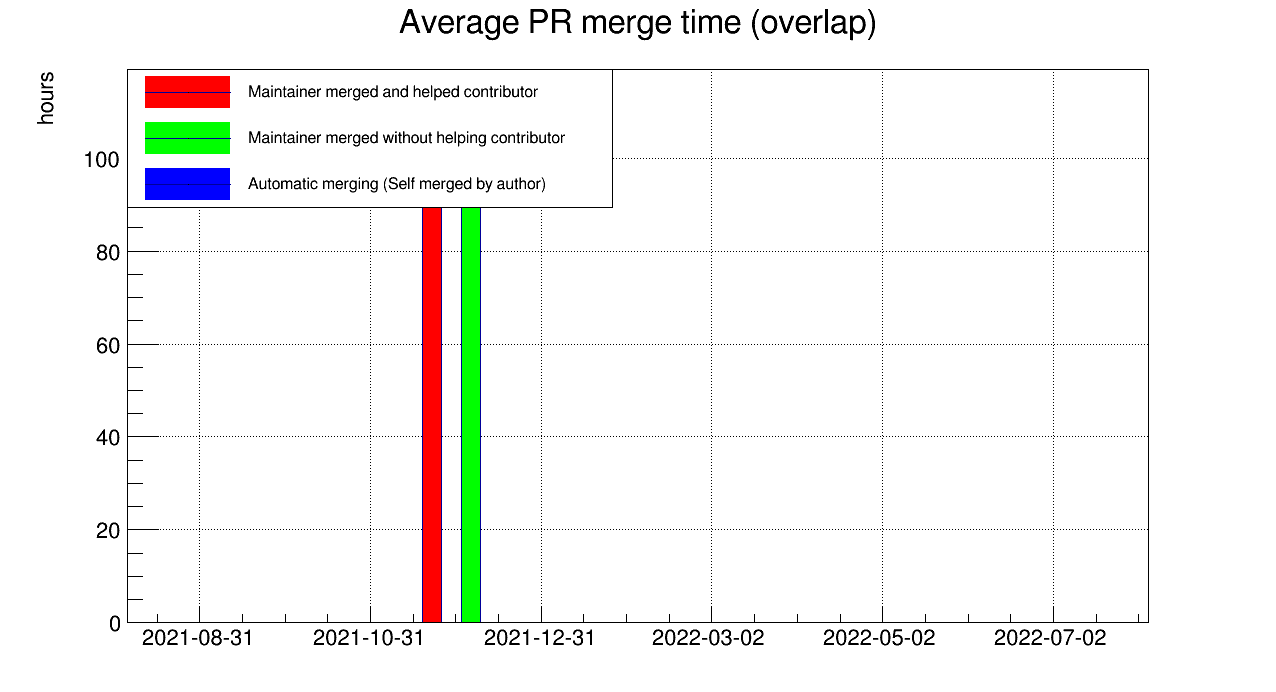 Average PR merge time (overlap)
hours
Maintainer merged and helped contributor
Maintainer merged without helping contributor
Automatic merging (Self merged by author)
100
80
60
40
20
0
2021-08-31 2021-10-31 2021-12-31 2022-03-02 2022-05-02 2022-07-02